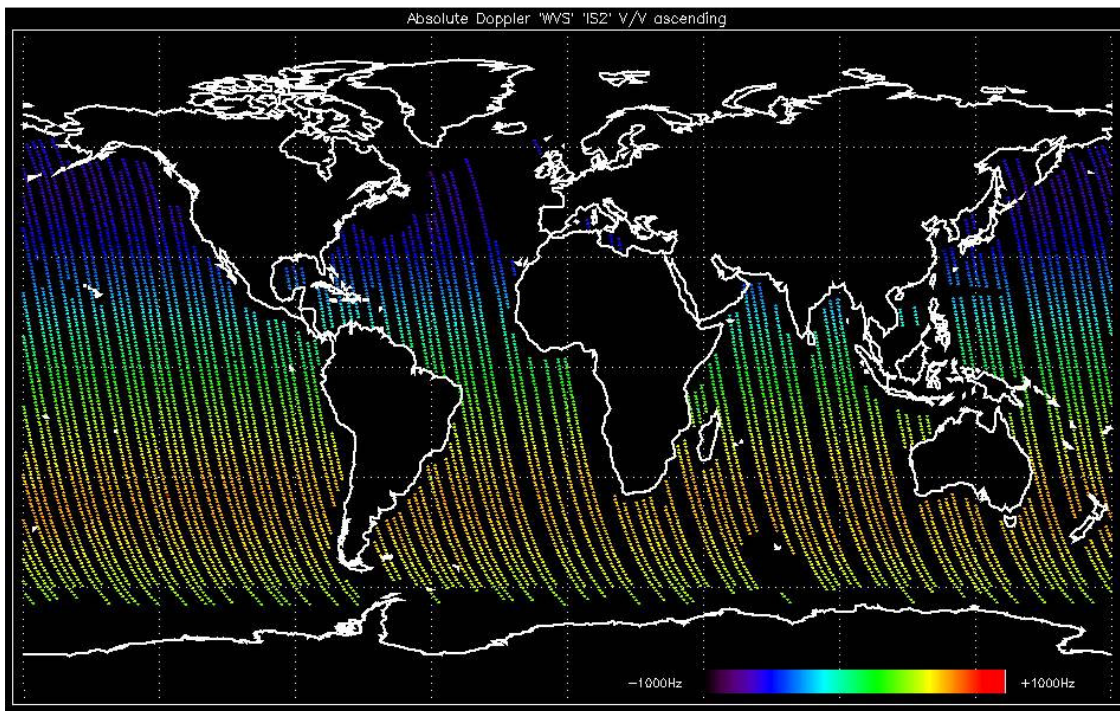 Absolute Doppler 'WVS' 'IS2' V/V ascending
-1000Hz
+1000Hz